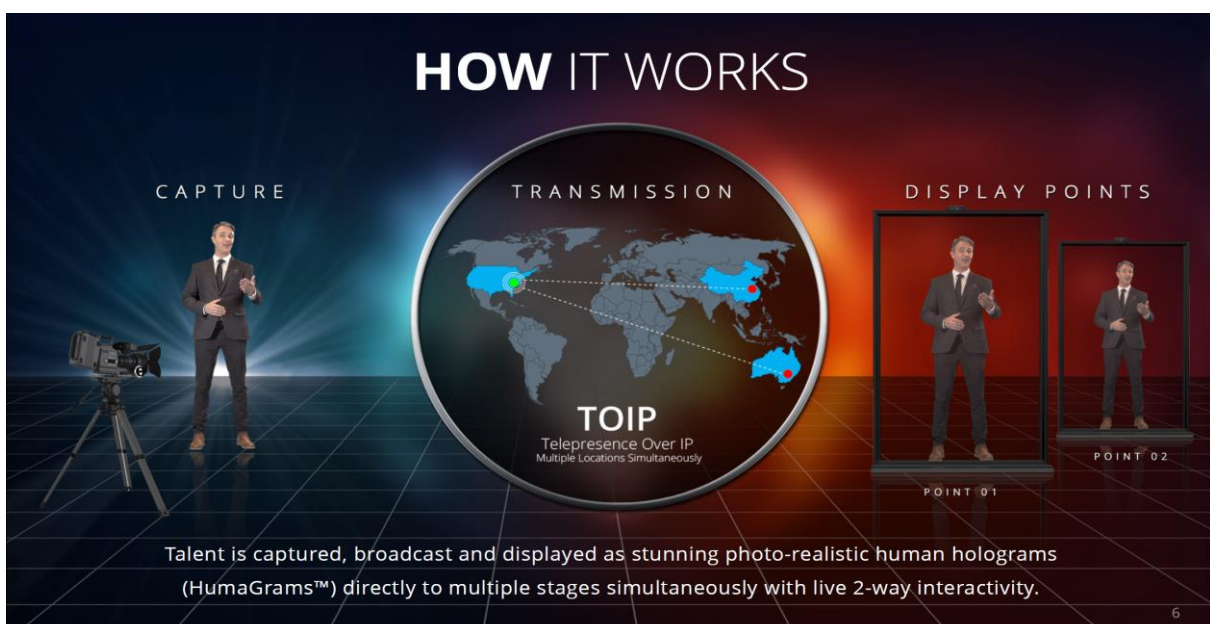 HOW IT WORKS
CAPTURE
TRANSMISSION
DISPLAY POINTS
TOIP
Telepresence Over IP
Multiple Locations Simultaneously
POINT 01
POINT 02
Talent is captured, broadcast and displayed as stunning photo-realistic human holograms
(HumaGrams™) directly to multiple stages simultaneously with live 2-way interactivity.
6